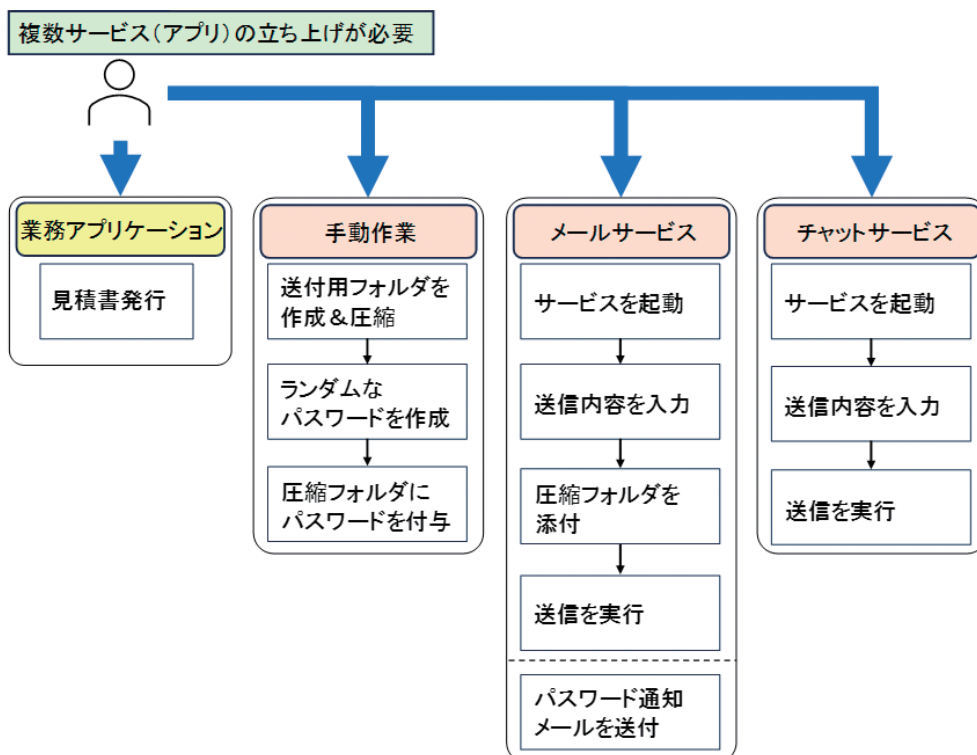 複数サービス（アプリ）の立ち上げが必要
業務アプリケーション
見積書発行
手動作業
送付用フォルダを
作成＆圧縮
ランダムな
パスワードを作成
圧縮フォルダに
パスワードを付与
メールサービス
サービスを起動
送信内容を入力
圧縮フォルダを
添付
送信を実行
パスワード通知
メールを送付
チャットサービス
サービスを起動
送信内容を入力
送信を実行